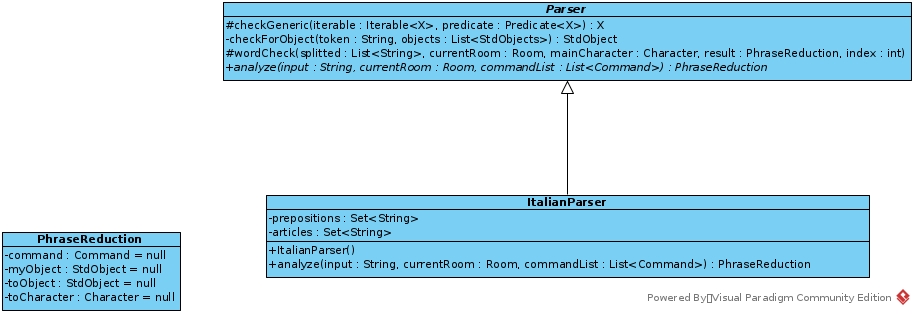 Parser
#checkGeneric(iterable : Iterable<X>, predicate : Predicate<X>) : X
-checkForObject(token : String, objects : List<StdObjects>) : StdObject
#wordCheck(splitted : List<String>, currentRoom : Room, mainCharacter : Character, result : PhraseReduction, index : int)
+analyze(input : String, currentRoom : Room, commandList : List<Command>) : PhraseReduction
ItalianParser
-prepositions : Set<String>
-articles : Set<String>
+ItalianParser()
+analyze(input : String, currentRoom : Room, commandList : List<Command>) : PhraseReduction
PhraseReduction
-command : Command = null
-myObject : StdObject = null
-toObject : StdObject = null
-toCharacter : Character = null
Powered By Visual Paradigm Community Edition